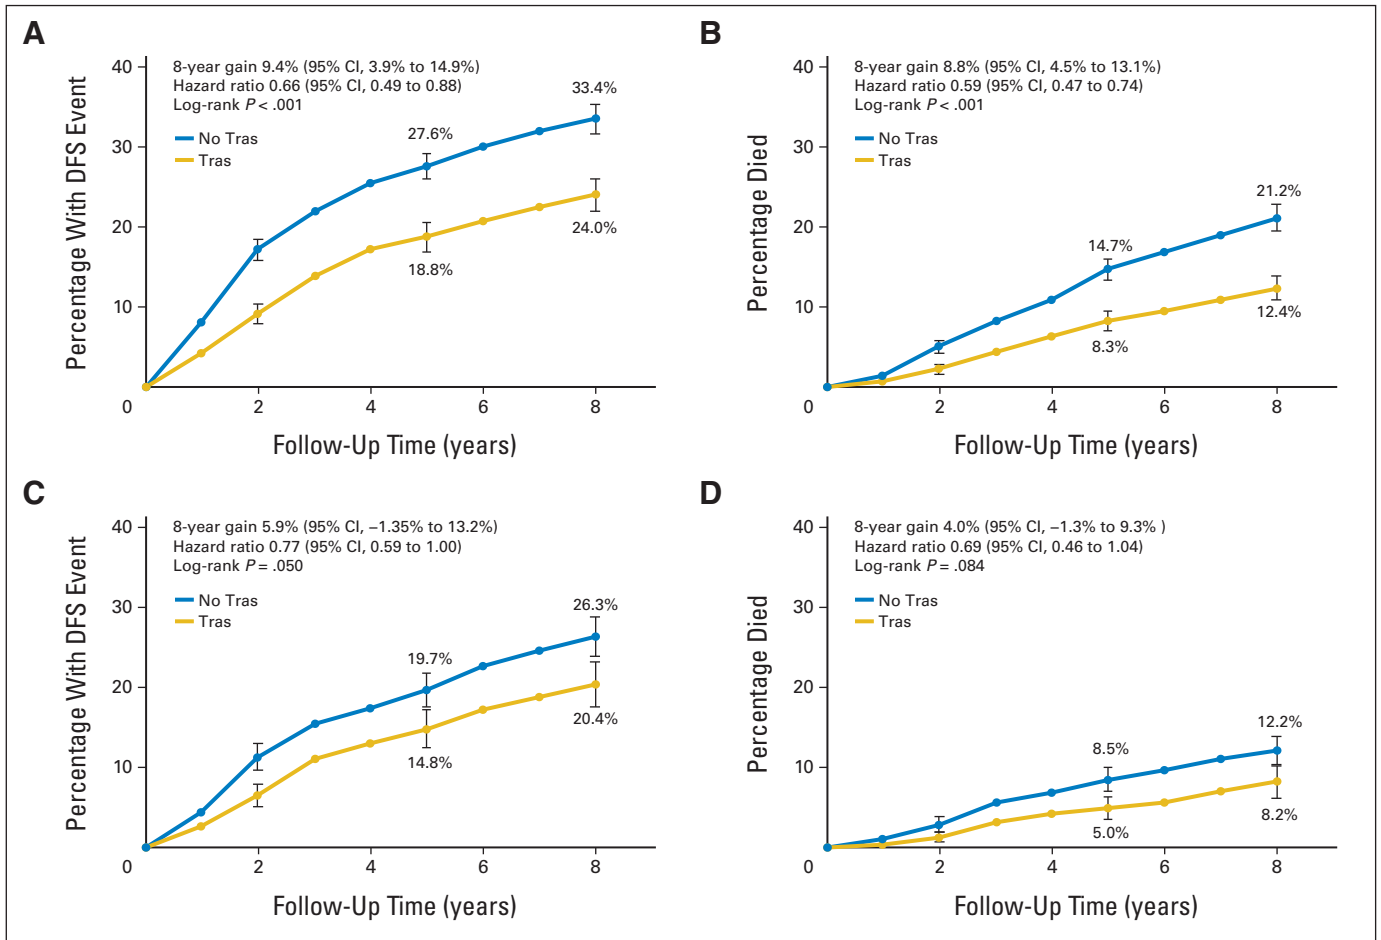 A
8-year gain 9.4% (95% CI, 3.9% to 14.9%)
Hazard ratio 0.66 (95% CI, 0.49 to 0.88)
Log-rank P < .001
No Tras
Tras
Percentage With DFS Event
40
30
20
10
0
2
4
6
8
27.6%
33.4%
18.8%
24.0%
Follow-Up Time (years)
B
8-year gain 8.8% (95% CI, 4.5% to 13.1%)
Hazard ratio 0.59 (95% CI, 0.47 to 0.74)
Log-rank P < .001
No Tras
Tras
Percentage Died
40
30
20
10
0
2
4
6
8
14.7%
21.2%
8.3%
12.4%
Follow-Up Time (years)
C
8-year gain 5.9% (95% CI, −1.35% to 13.2%)
Hazard ratio 0.77 (95% CI, 0.59 to 1.00)
Log-rank P = .050
No Tras
Tras
Percentage With DFS Event
40
30
20
10
0
2
4
6
8
19.7%
26.3%
14.8%
20.4%
Follow-Up Time (years)
D
8-year gain 4.0% (95% CI, −1.3% to 9.3% )
Hazard ratio 0.69 (95% CI, 0.46 to 1.04)
Log-rank P = .084
No Tras
Tras
Percentage Died
40
30
20
10
0
2
4
6
8
8.5%
12.2%
5.0%
8.2%
Follow-Up Time (years)